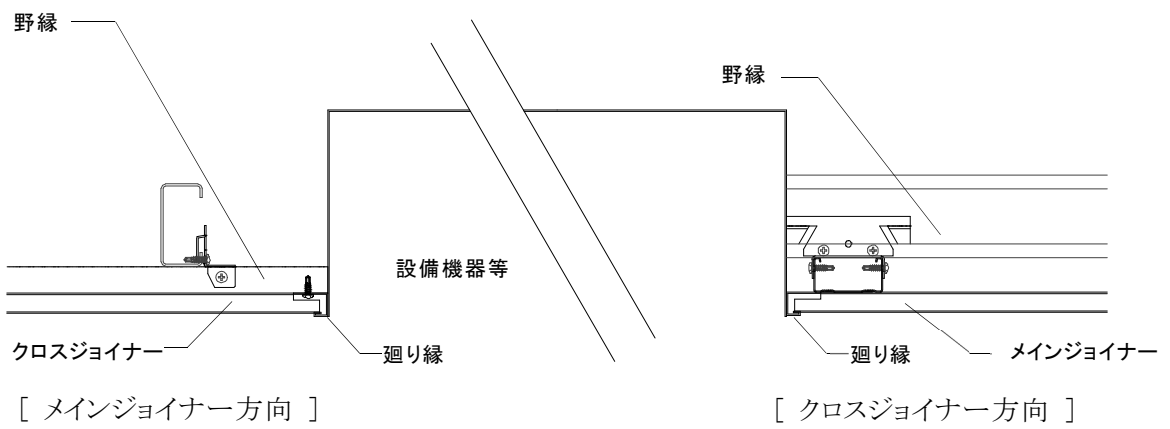 野縁
野縁
設備機器等
クロスジョイナー
廻り縁
廻り縁
メインジョイナー
[ メインジョイナー方向 ]
[ クロスジョイナー方向 ]